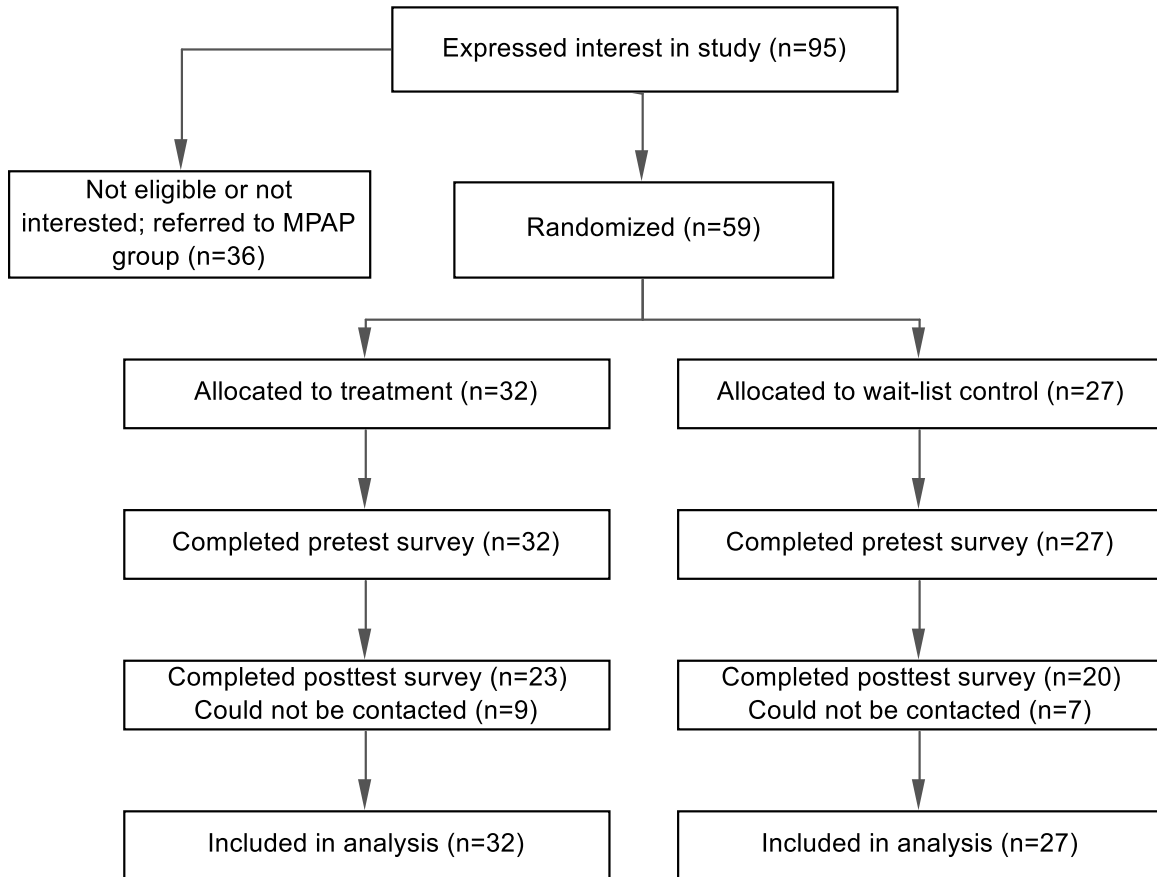 Expressed interest in study (n=95)
Not eligible or not
interested; referred to MPAP
group (n=36)
Randomized (n=59)
Allocated to treatment (n=32)
Allocated to wait-list control (n=27)
Completed pretest survey (n=32)
Completed pretest survey (n=27)
Completed posttest survey (n=23)
Could not be contacted (n=9)
Completed posttest survey (n=20)
Could not be contacted (n=7)
Included in analysis (n=32)
Included in analysis (n=27)